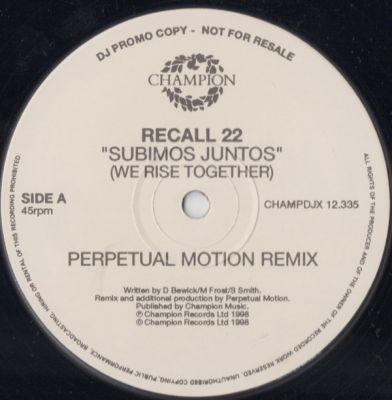 DJ PROMO COPY - NOT FOR RESALE
CHAMPION
RECALL 22
"SUBIMOS JUNTOS"
(WE RISE TOGETHER)
SIDE A
45rpm
CHAMPDJX 12.335
PERPETUAL MOTION REMIX
Written by D Bewick/M Frost/S Smith.
Remix and additional production by Perpetual Motion.
Published by Champion Music.
℗ Champion Records Ltd 1998
© Champion Records Ltd 1998
ALL RIGHTS OF THE PRODUCER AND OF THE OWNER OF THE RECORDED WORK RESERVED. UNAUTHORISED COPYING, PUBLIC PERFORMANCE, BROADCASTING, HIRING OR RENTAL OF THIS RECORDING PROHIBITED.